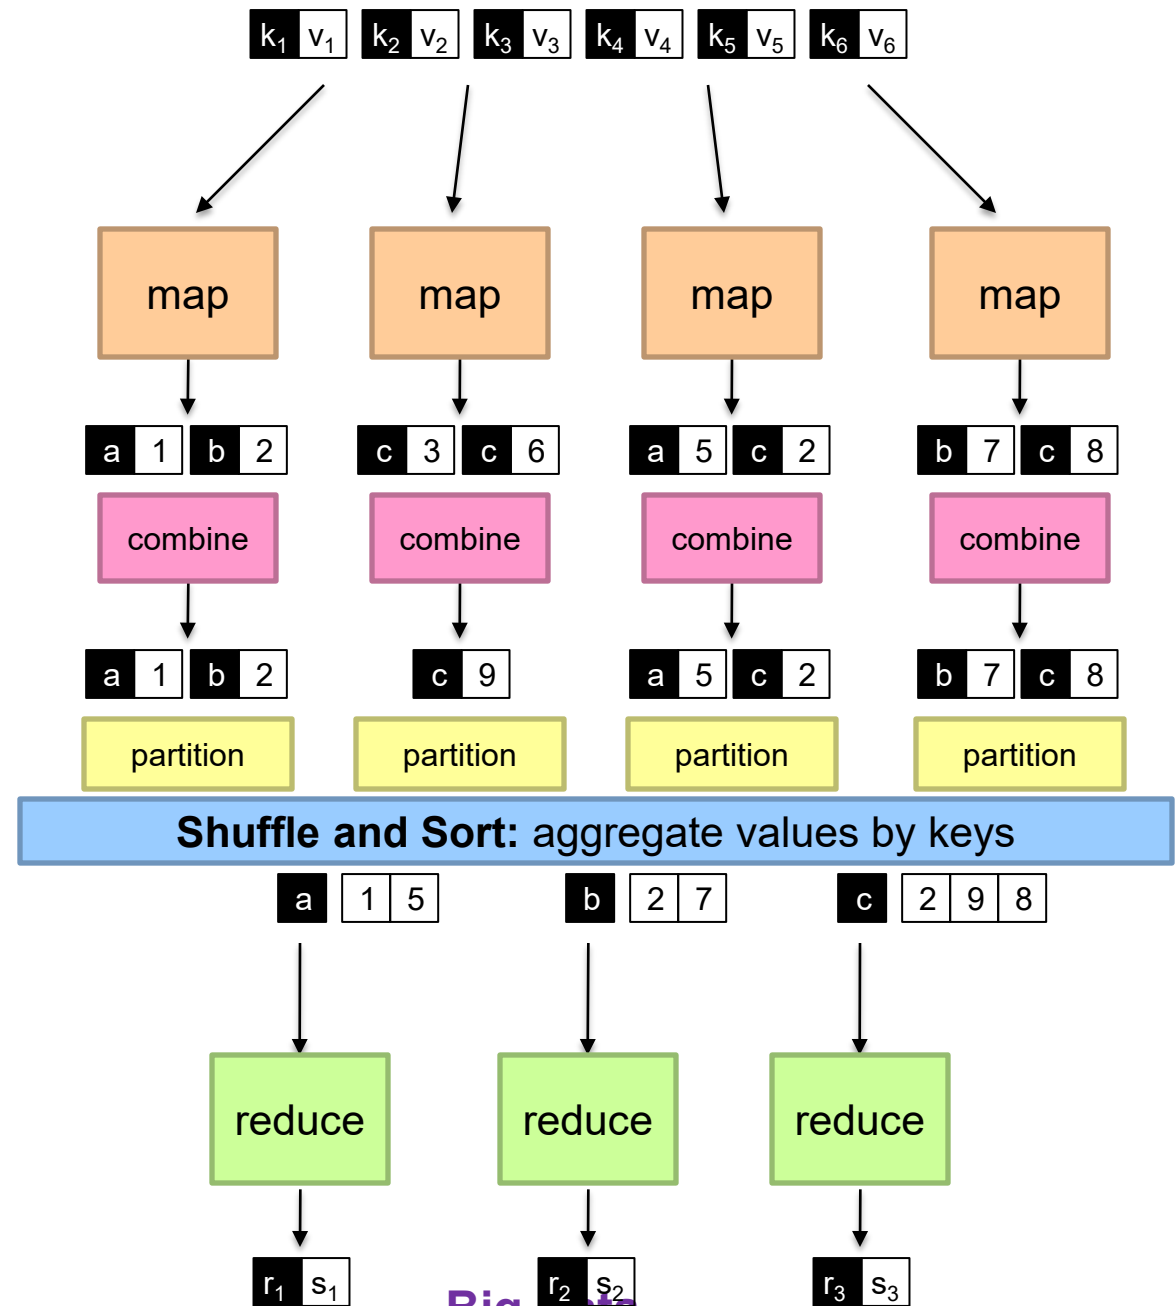 k1 v1 k2 v2 k3 v3 k4 v4 k5 v5 k6 v6
map map map map
a 1 b 2 c 3 c 6 a 5 c 2 b 7 c 8
combine combine combine combine
a 1 b 2 c 9 a 5 c 2 b 7 c 8
partition partition partition partition
Shuffle and Sort: aggregate values by keys
a 1 5 b 2 7 c 2 9 8
reduce reduce reduce
r1 s1 r2 s2 r3 s3
Big